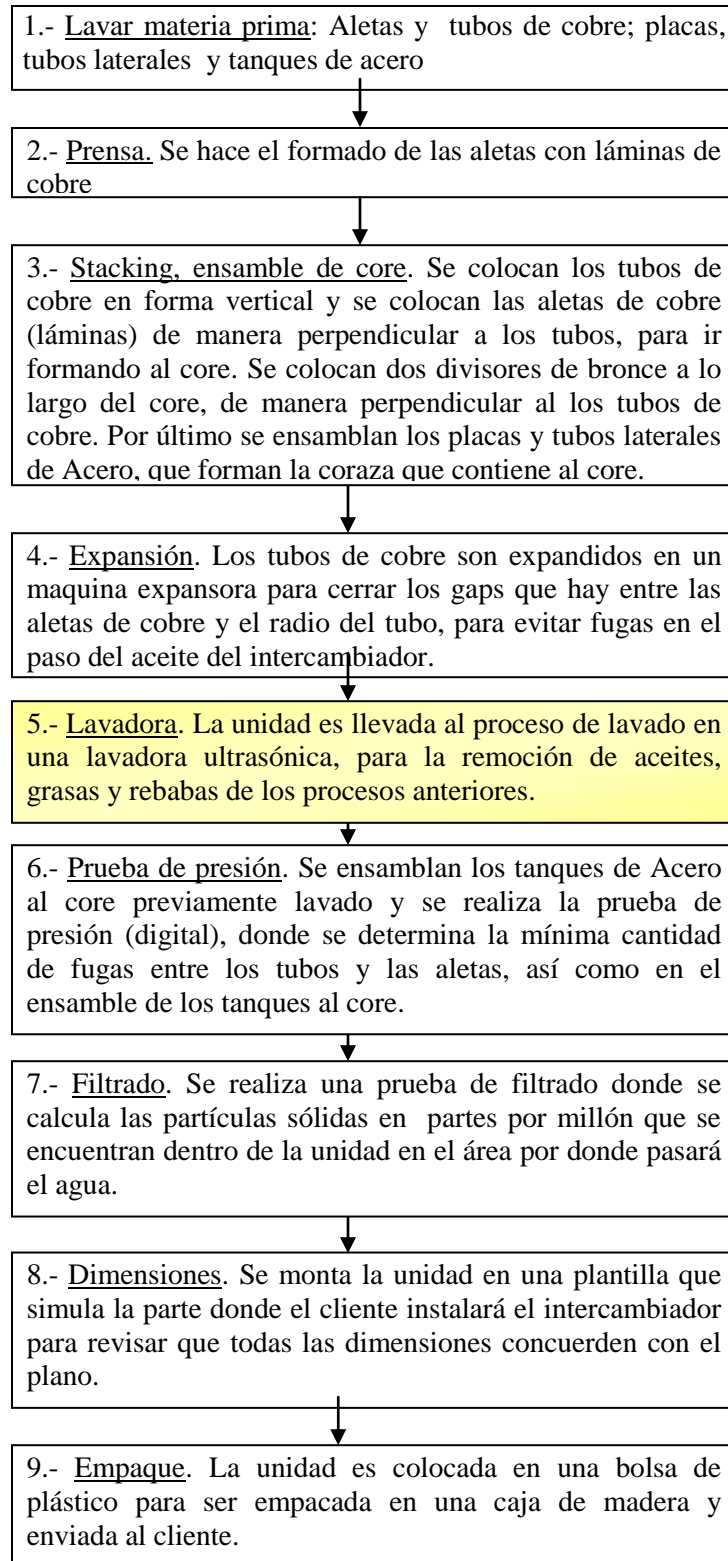 1.- Lavar materia prima: Aletas y tubos de cobre; placas,
tubos laterales y tanques de acero
2.- Prensa. Se hace el formado de las aletas con láminas de
cobre
3.- Stacking, ensamble de core. Se colocan los tubos de
cobre en forma vertical y se colocan las aletas de cobre
(láminas) de manera perpendicular a los tubos, para ir
formando al core. Se colocan dos divisores de bronce a lo
largo del core, de manera perpendicular al los tubos de
cobre. Por último se ensamblan los placas y tubos laterales
de Acero, que forman la coraza que contiene al core.
4.- Expansión. Los tubos de cobre son expandidos en un
maquina expansora para cerrar los gaps que hay entre las
aletas de cobre y el radio del tubo, para evitar fugas en el
paso del aceite del intercambiador.
5.- Lavadora. La unidad es llevada al proceso de lavado en
una lavadora ultrasónica, para la remoción de aceites,
grasas y rebabas de los procesos anteriores.
6.- Prueba de presión. Se ensamblan los tanques de Acero
al core previamente lavado y se realiza la prueba de
presión (digital), donde se determina la mínima cantidad
de fugas entre los tubos y las aletas, así como en el
ensamble de los tanques al core.
7.- Filtrado. Se realiza una prueba de filtrado donde se
calcula las partículas sólidas en partes por millón que se
encuentran dentro de la unidad en el área por donde pasará
el agua.
8.- Dimensiones. Se monta la unidad en una plantilla que
simula la parte donde el cliente instalará el intercambiador
para revisar que todas las dimensiones concuerden con el
plano.
9.- Empaque. La unidad es colocada en una bolsa de
plástico para ser empacada en una caja de madera y
enviada al cliente.